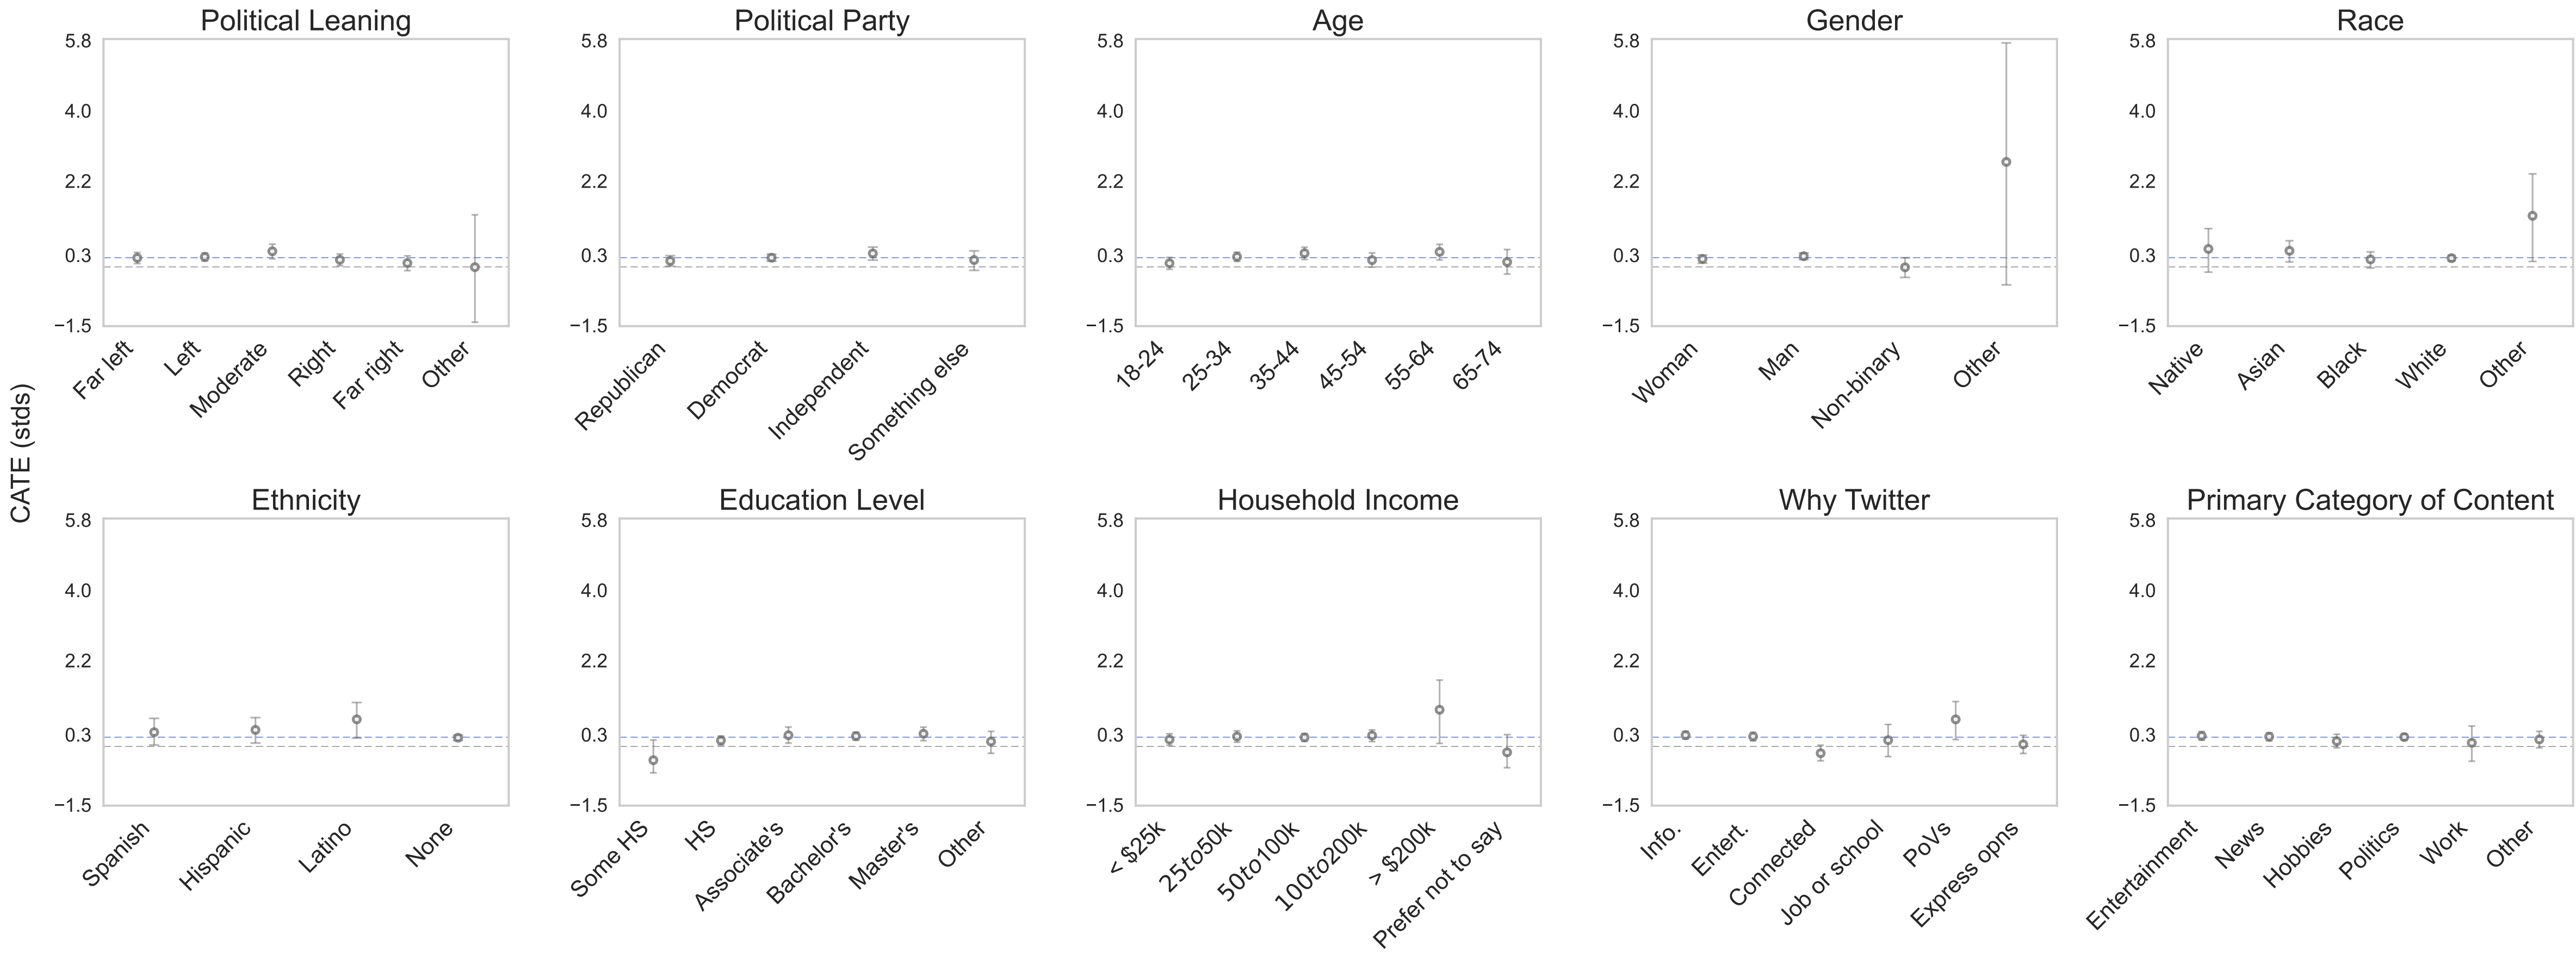 Political Leaning
Political Party
Age
Gender
Race
5.8
4.0
2.2
0.3
−1.5
5.8
4.0
2.2
0.3
−1.5
5.8
4.0
2.2
0.3
−1.5
5.8
4.0
2.2
0.3
−1.5
5.8
4.0
2.2
0.3
−1.5
Far left
Left
Moderate
Right
Far right
Other
Republican
Democrat
Independent
Something else
18-24
25-34
35-44
45-54
55-64
65-74
Woman
Man
Non-binary
Other
Native
Asian
Black
White
Other
CATE (stds)
Ethnicity
Education Level
Household Income
Why Twitter
Primary Category of Content
5.8
4.0
2.2
0.3
−1.5
5.8
4.0
2.2
0.3
−1.5
5.8
4.0
2.2
0.3
−1.5
5.8
4.0
2.2
0.3
−1.5
5.8
4.0
2.2
0.3
−1.5
Spanish
Hispanic
Latino
None
Some HS
HS
Associate's
Bachelor's
Master's
Other
< $25k
25to50k
50to100k
100to200k
> $200k
Prefer not to say
Info.
Entert.
Connected
Job or school
PoVs
Express opns
Entertainment
News
Hobbies
Politics
Work
Other